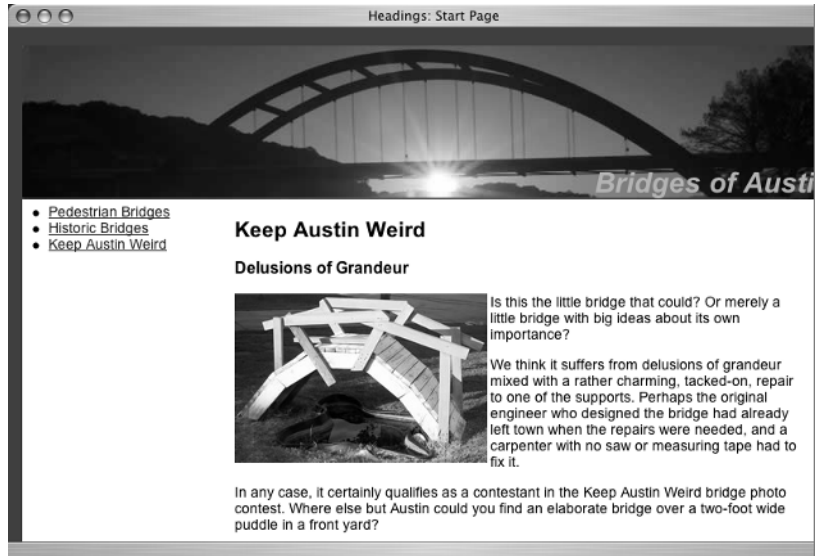 Headings: Start Page
Bridges of Austi
Pedestrian Bridges
Historic Bridges
Keep Austin Weird
Keep Austin Weird
Delusions of Grandeur
Is this the little bridge that could? Or merely a
little bridge with big ideas about its own
importance?
We think it suffers from delusions of grandeur
mixed with a rather charming, tacked-on, repair
to one of the supports. Perhaps the original
engineer who designed the bridge had already
left town when the repairs were needed, and a
carpenter with no saw or measuring tape had to
fix it.
In any case, it certainly qualifies as a contestant in the Keep Austin Weird bridge photo
contest. Where else but Austin could you find an elaborate bridge over a two-foot wide
puddle in a front yard?